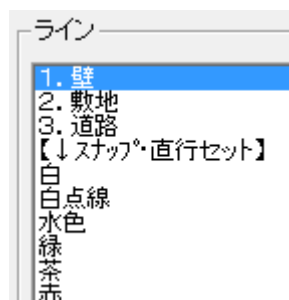 ライン
1. 壁
2. 敷地
3. 道路
【↓スナップ・直行セット】
白
白点線
水色
緑
茶
赤